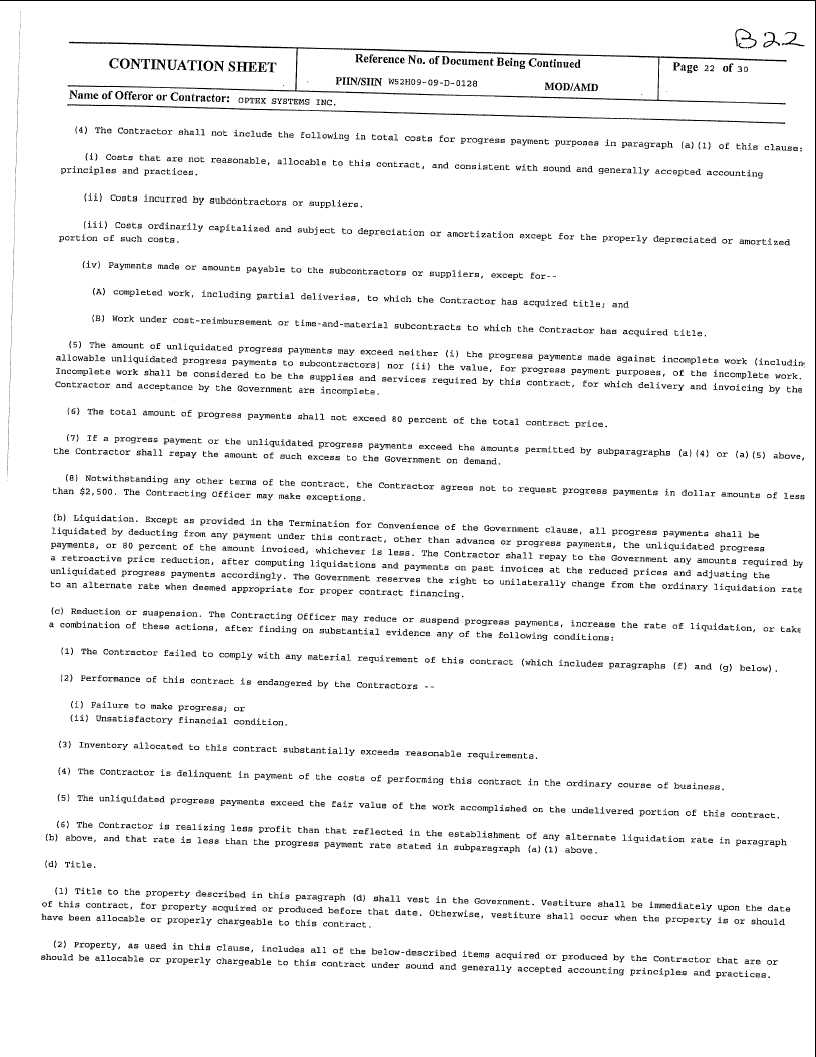 B22
CONTINUATION SHEET
Reference No. of Document Being Continued
PIIN/SIIN W52H09-09-D-0128 MOD/AMD
Page 22 of 30
Name of Offeror or Contractor: OPTEX SYSTEMS INC.
(4) The Contractor shall not include the following in total costs for progress payment purposes in paragraph (a)(1) of this clause:
(i) Costs that are not reasonable, allocable to this contract, and consistent with sound and generally accepted accounting
principles and practices.
(ii) Costs incurred by subcontractors or suppliers.
(iii) Costs ordinarily capitalized and subject to depreciation or amortization except for the properly depreciated or amortized
portion of such costs.
(iv) Payments made or amounts payable to the subcontractors or suppliers, except for--
(A) completed work, including partial deliveries, to which the Contractor has acquired title; and
(B) Work under cost-reimbursement or time-and-material subcontracts to which the Contractor has acquired title.
(5) The amount of unliquidated progress payments may exceed neither (i) the progress payments made against incomplete work (includin
allowable unliquidated progress payments to subcontractors) nor (ii) the value, for progress payment purposes, of the incomplete work.
Incomplete work shall be considered to be the supplies and services required by this contract, for which delivery and invoicing by the
Contractor and acceptance by the Government are incomplete.
(6) The total amount of progress payments shall not exceed 80 percent of the total contract price.
(7) If a progress payment or the unliquidated progress payments exceed the amounts permitted by subparagraphs (a)(4) or (a)(5) above,
the Contractor shall repay the amount of such excess to the Government on demand.
(8) Notwithstanding any other terms of the contract, the Contractor agrees not to request progress payments in dollar amounts of less
than $2,500. The Contracting Officer may make exceptions.
(b) Liquidation. Except as provided in the Termination for Convenience of the Government clause, all progress payments shall be
liquidated by deducting from any payment under this contract, other than advance or progress payments, the unliquidated progress
payments, or 80 percent of the amount invoiced, whichever is less. The Contractor shall repay to the Government any amounts required by
a retroactive price reduction, after computing liquidations and payments on past invoices at the reduced prices and adjusting the
unliquidated progress payments accordingly. The Government reserves the right to unilaterally change from the ordinary liquidation rate
to an alternate rate when deemed appropriate for proper contract financing.
(c) Reduction or suspension. The Contracting Officer may reduce or suspend progress payments, increase the rate of liquidation, or take
a combination of these actions, after finding on substantial evidence any of the following conditions:
(1) The Contractor failed to comply with any material requirement of this contract (which includes paragraphs (f) and (g) below).
(2) Performance of this contract is endangered by the Contractors --
(i) Failure to make progress; or
(ii) Unsatisfactory financial condition.
(3) Inventory allocated to this contract substantially exceeds reasonable requirements.
(4) The Contractor is delinquent in payment of the costs of performing this contract in the ordinary course of business.
(5) The unliquidated progress payments exceed the fair value of the work accomplished on the undelivered portion of this contract.
(6) The Contractor is realizing less profit than that reflected in the establishment of any alternate liquidation rate in paragraph
(b) above, and that rate is less than the progress payment rate stated in subparagraph (a)(1) above.
(d) Title.
(1) Title to the property described in this paragraph (d) shall vest in the Government. Vestiture shall be immediately upon the date
of this contract, for property acquired or produced before that date. Otherwise, vestiture shall occur when the property is or should
have been allocable or properly chargeable to this contract.
(2) Property, as used in this clause, includes all of the below-described items acquired or produced by the Contractor that are or
should be allocable or properly chargeable to this contract under sound and generally accepted accounting principles and practices.